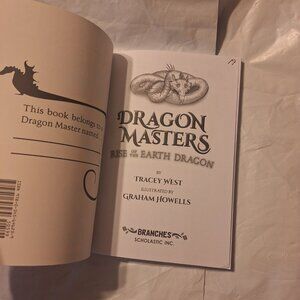 This book belongs to
Dragon Master named
DRAGON
MASTERS
RISE OF THE EARTH DRAGON
BY
TRACEY WEST
ILLUSTRATED BY
GRAHAM HOWELLS
BRANCHES
SCHOLASTIC INC.